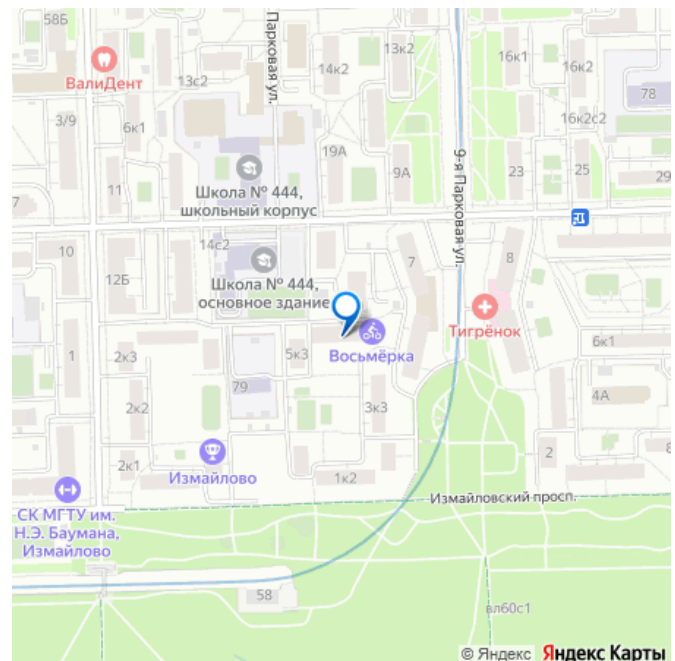 58Б
ВалиДент
13с2
Парковая ул.
14к2
13к2
16к1
16к2
78
3/9
6к1
16к2с2
19А
9А
9-я Парковая ул.
23
25
29
11
Школа № 444,
школьный корпус
7
10
14с2
12Б
Школа № 444,
основное здание
7
8
Тигрёнок
1
2к3
5к3
Восьмёрка
6к1
79
4А
2к2
3к3
Измайлово
2к1
1к2
2
8
СК МГТУ им.
Н.Э. Баумана,
Измайлово
Измайловский просп.
58
вл60с1
© Яндекс Яндекс Карты